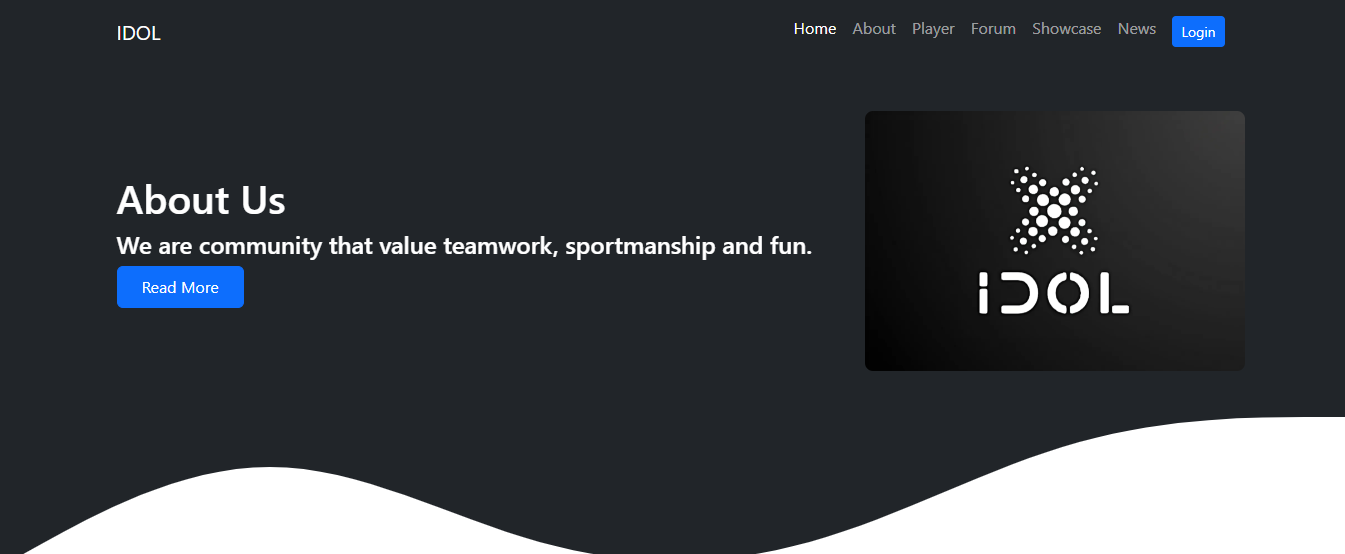 IDOL
Home About Player Forum Showcase News Login
About Us
We are community that value teamwork, sportmanship and fun.
Read More
IDOL